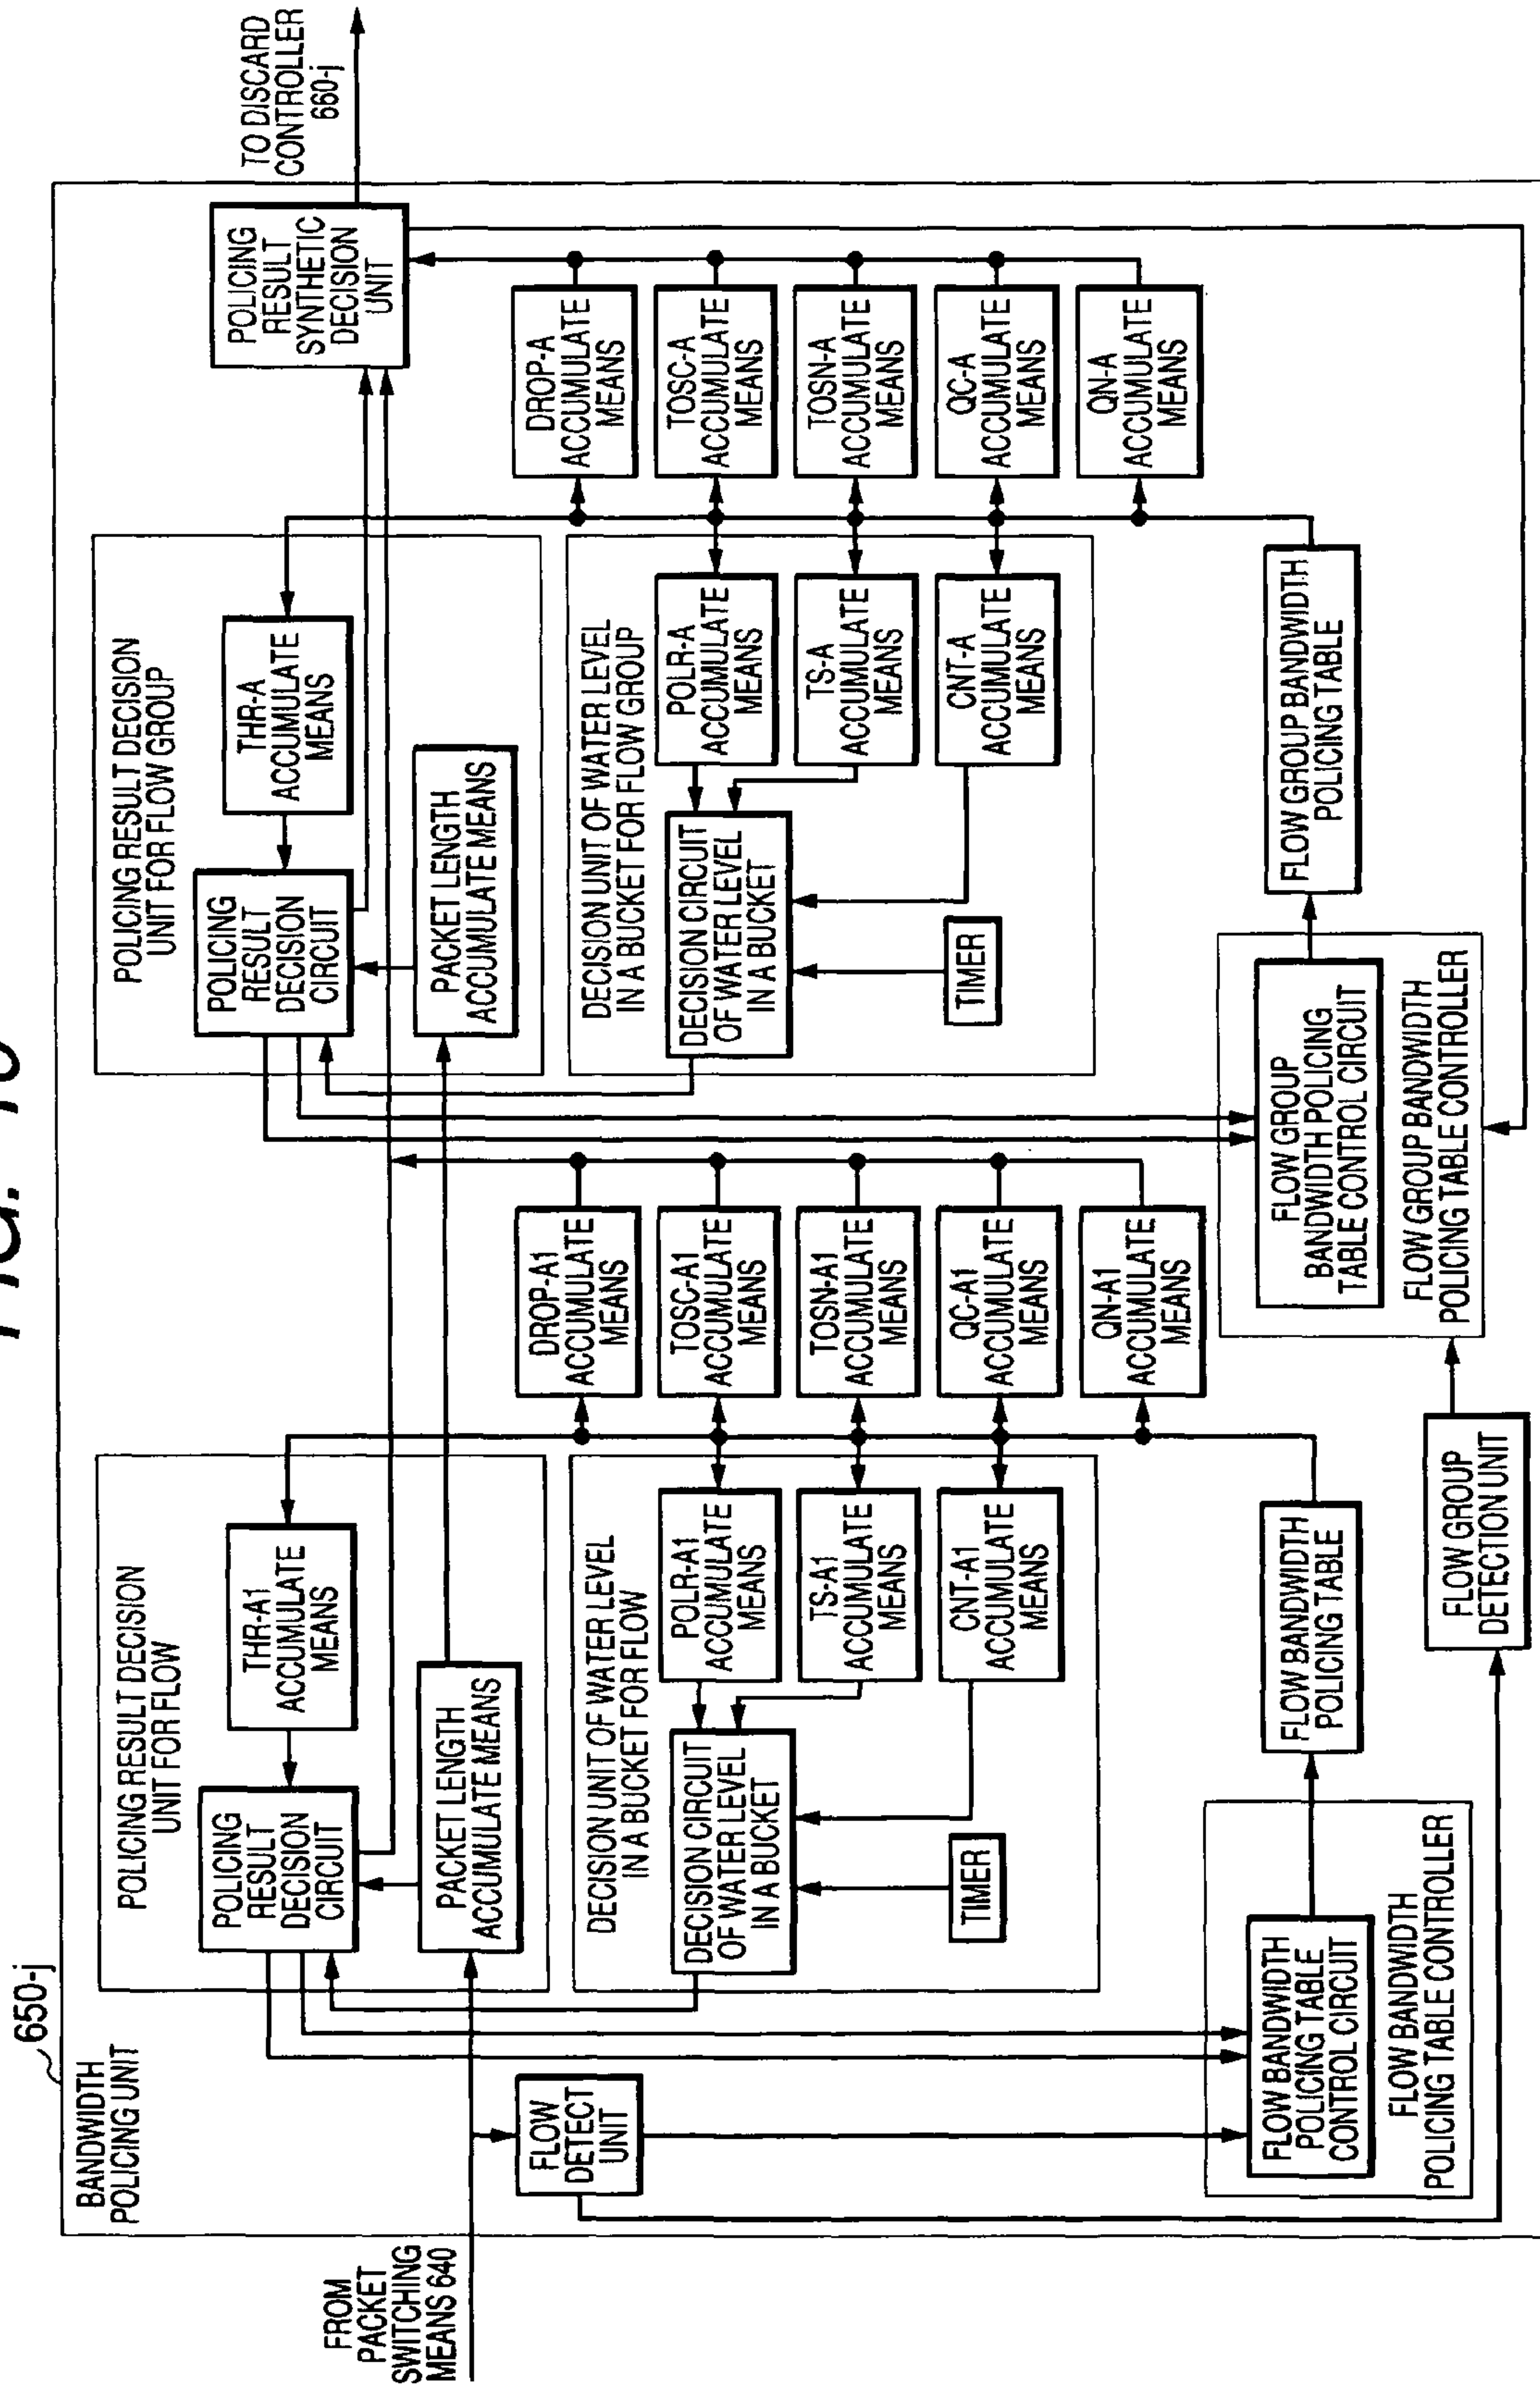 650-j
BANDWIDTH
POLICING UNIT
FROM
PACKET
SWITCHING
MEANS 640
TO DISCARD
CONTROLLER
660-j
POLICING RESULT DECISION
UNIT FOR FLOW
POLICING
RESULT
DECISION
CIRCUIT
THR-A1
ACCUMULATE
MEANS
PACKET LENGTH
ACCUMULATE MEANS
FLOW
DETECT
UNIT
DECISION UNIT OF WATER LEVEL
IN A BUCKET FOR FLOW
DECISION CIRCUIT
OF WATER LEVEL
IN A BUCKET
TIMER
POLR-A1
ACCUMULATE
MEANS
TS-A1
ACCUMULATE
MEANS
CNT-A1
ACCUMULATE
MEANS
DROP-A1
ACCUMULATE
MEANS
TOSC-A1
ACCUMULATE
MEANS
TOSN-A1
ACCUMULATE
MEANS
QC-A1
ACCUMULATE
MEANS
QN-A1
ACCUMULATE
MEANS
FLOW BANDWIDTH
POLICING TABLE
CONTROL CIRCUIT
FLOW BANDWIDTH
POLICING TABLE CONTROLLER
FLOW BANDWIDTH
POLICING TABLE
FLOW GROUP
DETECTION UNIT
POLICING RESULT DECISION
UNIT FOR FLOW GROUP
POLICING
RESULT
DECISION
CIRCUIT
THR-A
ACCUMULATE
MEANS
PACKET LENGTH
ACCUMULATE MEANS
DECISION UNIT OF WATER LEVEL
IN A BUCKET FOR FLOW GROUP
DECISION CIRCUIT
OF WATER LEVEL
IN A BUCKET
TIMER
POLR-A
ACCUMULATE
MEANS
TS-A
ACCUMULATE
MEANS
CNT-A
ACCUMULATE
MEANS
POLICING
RESULT
SYNTHETIC
DECISION
UNIT
DROP-A
ACCUMULATE
MEANS
TOSC-A
ACCUMULATE
MEANS
TOSN-A
ACCUMULATE
MEANS
QC-A
ACCUMULATE
MEANS
QN-A
ACCUMULATE
MEANS
FLOW GROUP
BANDWIDTH POLICING
TABLE CONTROL CIRCUIT
FLOW GROUP BANDWIDTH
POLICING TABLE CONTROLLER
FLOW GROUP BANDWIDTH
POLICING TABLE